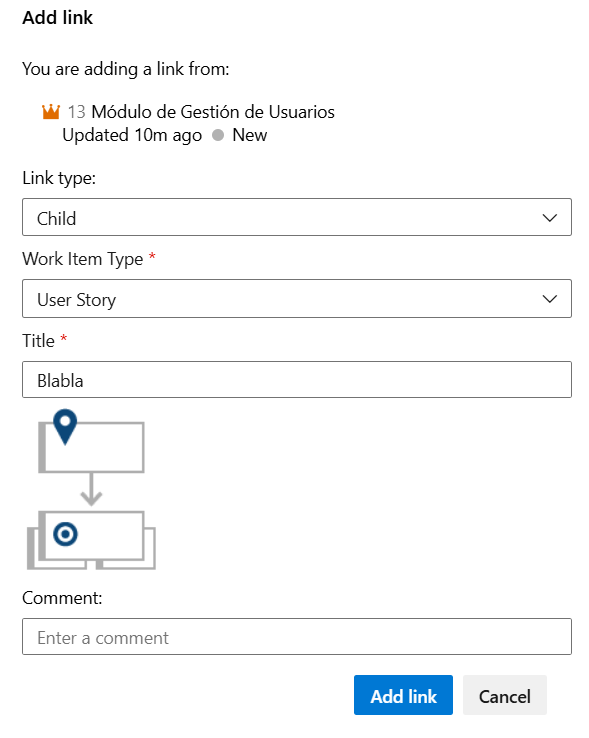 Add link
You are adding a link from:
13 Módulo de Gestión de Usuarios
Updated 10m ago New
Link type:
Child
Work Item Type *
User Story
Title *
Blabla
Comment:
Enter a comment
Add link Cancel